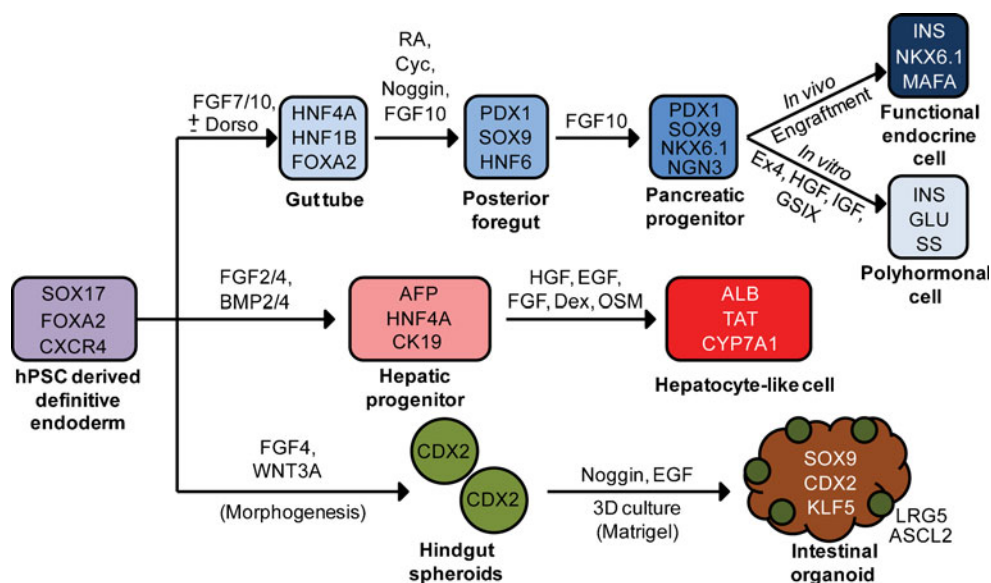 RA,
Cyc,
Noggin,
FGF10
FGF7/10,
± Dorso
HNF4A
HNF1B
FOXA2
Gut tube
PDX1
SOX9
HNF6
Posterior
foregut
FGF10
PDX1
SOX9
NKX6.1
NGN3
Pancreatic
progenitor
In vivo
Engraftment
INS
NKX6.1
MAFA
Functional
endocrine
cell
In vitro
Ex4, HGF, IGF,
GSIX
INS
GLU
SS
Polyhormonal
cell
SOX17
FOXA2
CXCR4
hPSC derived
definitive
endoderm
FGF2/4,
BMP2/4
AFP
HNF4A
CK19
Hepatic
progenitor
HGF, EGF,
FGF, Dex, OSM
ALB
TAT
CYP7A1
Hepatocyte-like cell
FGF4,
WNT3A
(Morphogenesis)
CDX2
CDX2
Hindgut
spheroids
Noggin, EGF
3D culture
(Matrigel)
SOX9
CDX2
KLF5
LRG5
ASCL2
Intestinal
organoid